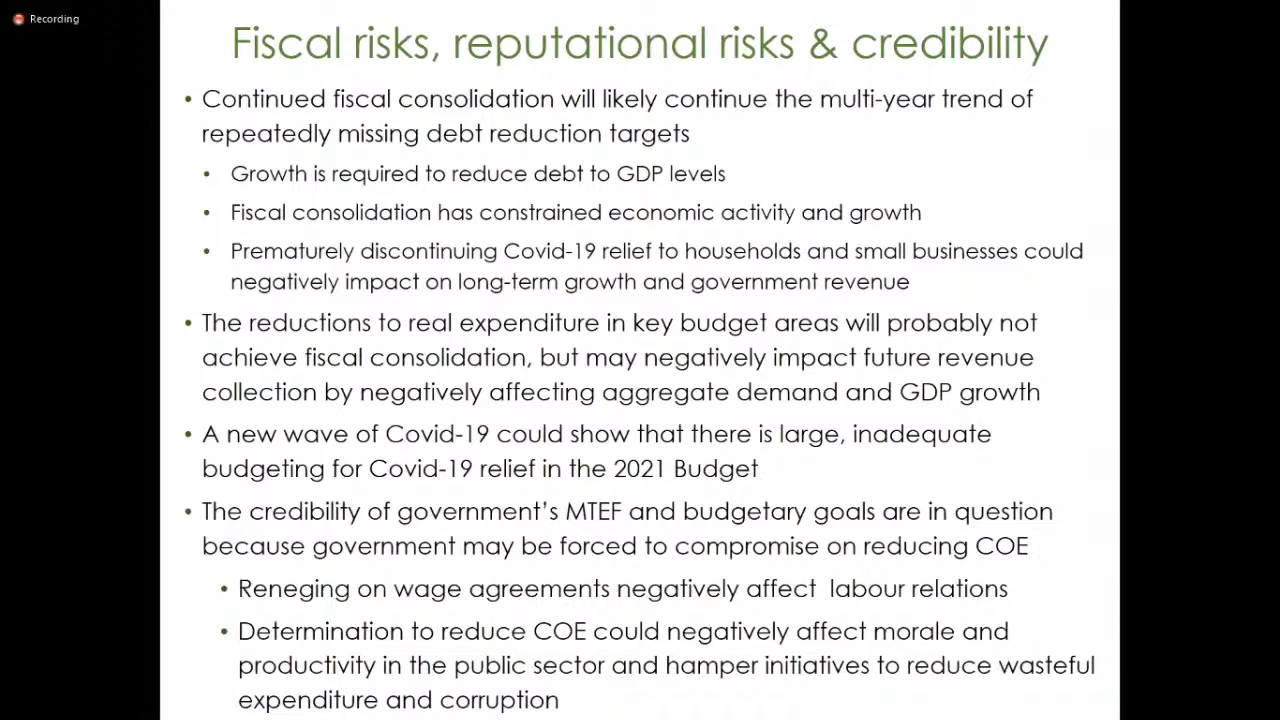 Recording
Fiscal risks, reputational risks & credibility
• Continued fiscal consolidation will likely continue the multi-year trend of
repeatedly missing debt reduction targets
• Growth is required to reduce debt to GDP levels
• Fiscal consolidation has constrained economic activity and growth
• Prematurely discontinuing Covid-19 relief to households and small businesses could
negatively impact on long-term growth and government revenue
• The reductions to real expenditure in key budget areas will probably not
achieve fiscal consolidation, but may negatively impact future revenue
collection by negatively affecting aggregate demand and GDP growth
• A new wave of Covid-19 could show that there is large, inadequate
budgeting for Covid-19 relief in the 2021 Budget
• The credibility of government's MTEF and budgetary goals are in question
because government may be forced to compromise on reducing COE
• Reneging on wage agreements negatively affect  labour relations
• Determination to reduce COE could negatively affect morale and
productivity in the public sector and hamper initiatives to reduce wasteful
expenditure and corruption